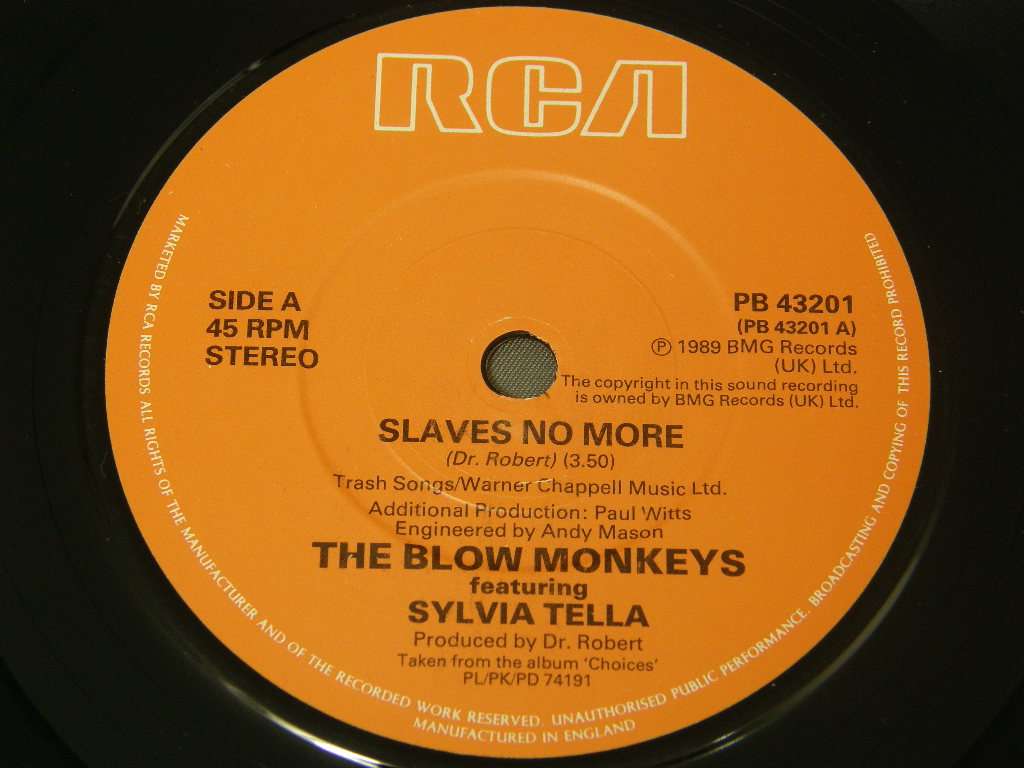 RCA
SIDE A
45 RPM
STEREO
PB 43201
(PB 43201 A)
℗ 1989 BMG Records
(UK) Ltd.
The copyright in this sound recording
is owned by BMG Records (UK) Ltd.
SLAVES NO MORE
(Dr. Robert) (3.50)
Trash Songs/Warner Chappell Music Ltd.
Additional Production: Paul Witts
Engineered by Andy Mason
THE BLOW MONKEYS
featuring
SYLVIA TELLA
Produced by Dr. Robert
Taken from the album 'Choices'
PL/PK/PD 74191
MARKETED BY RCA RECORDS ALL RIGHTS OF THE MANUFACTURER AND OF THE RECORDED WORK RESERVED. UNAUTHORISED PUBLIC PERFORMANCE, BROADCASTING AND COPYING OF THIS RECORD PROHIBITED
MANUFACTURED IN ENGLAND